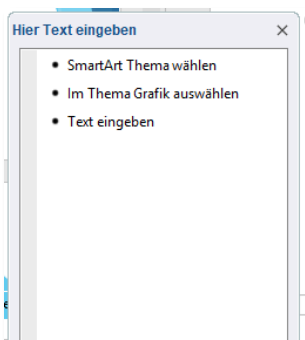 Hier Text eingeben
SmartArt Thema wählen
Im Thema Grafik auswählen
Text eingeben